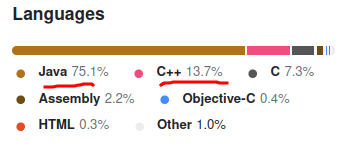 Languages
Java 75.1% C++ 13.7% C 7.3%
Assembly 2.2% Objective-C 0.4%
HTML 0.3% Other 1.0%